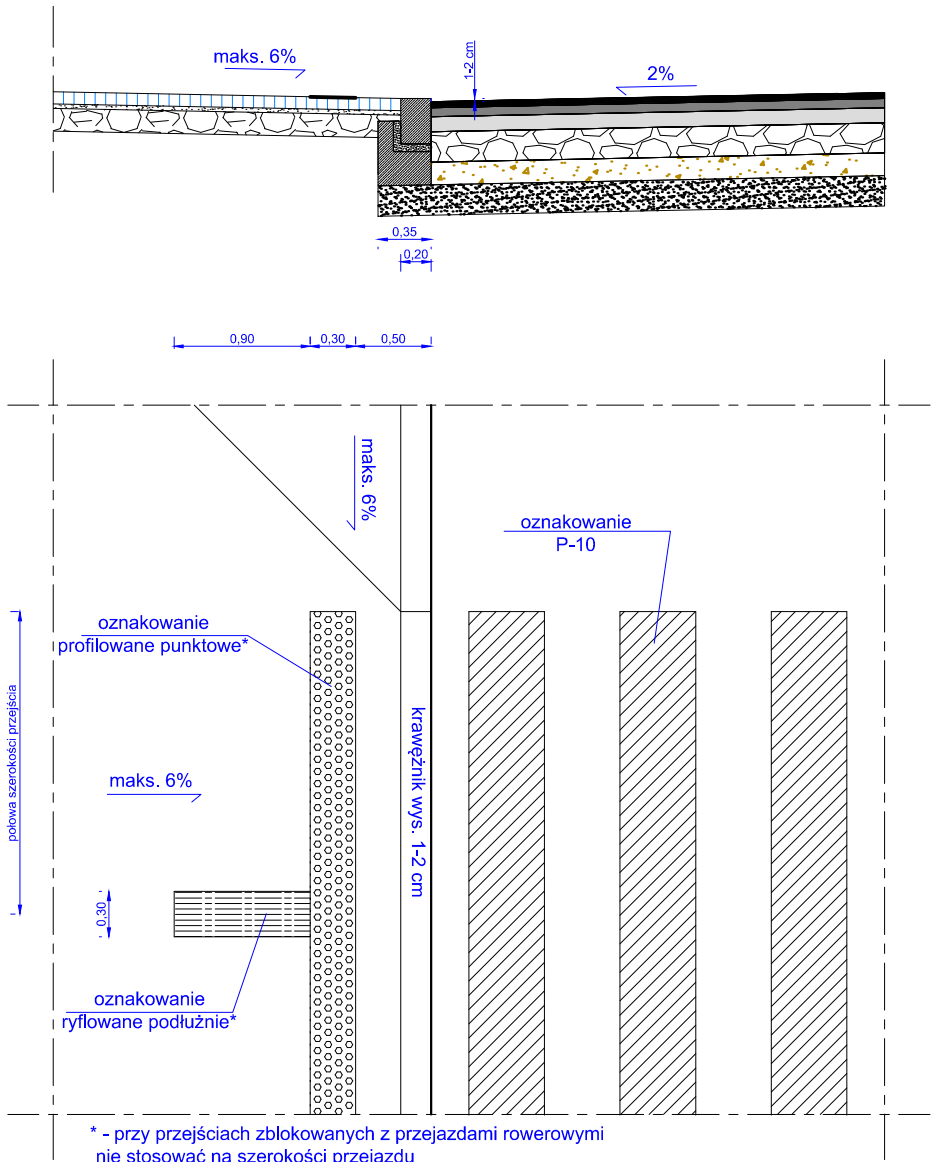 maks. 6%
1-2 cm
2%
0,35
0,20
0,90
0,30
0,50
maks. 6%
oznakowanie
P-10
oznakowanie
profilowane punktowe*
połowa szerokości przejścia
maks. 6%
krawężnik wys. 1-2 cm
0,30
oznakowanie
ryflowane podłużnie*
* - przy przejściach zblokowanych z przejazdami rowerowymi
nie stosować na szerokości przejazdu